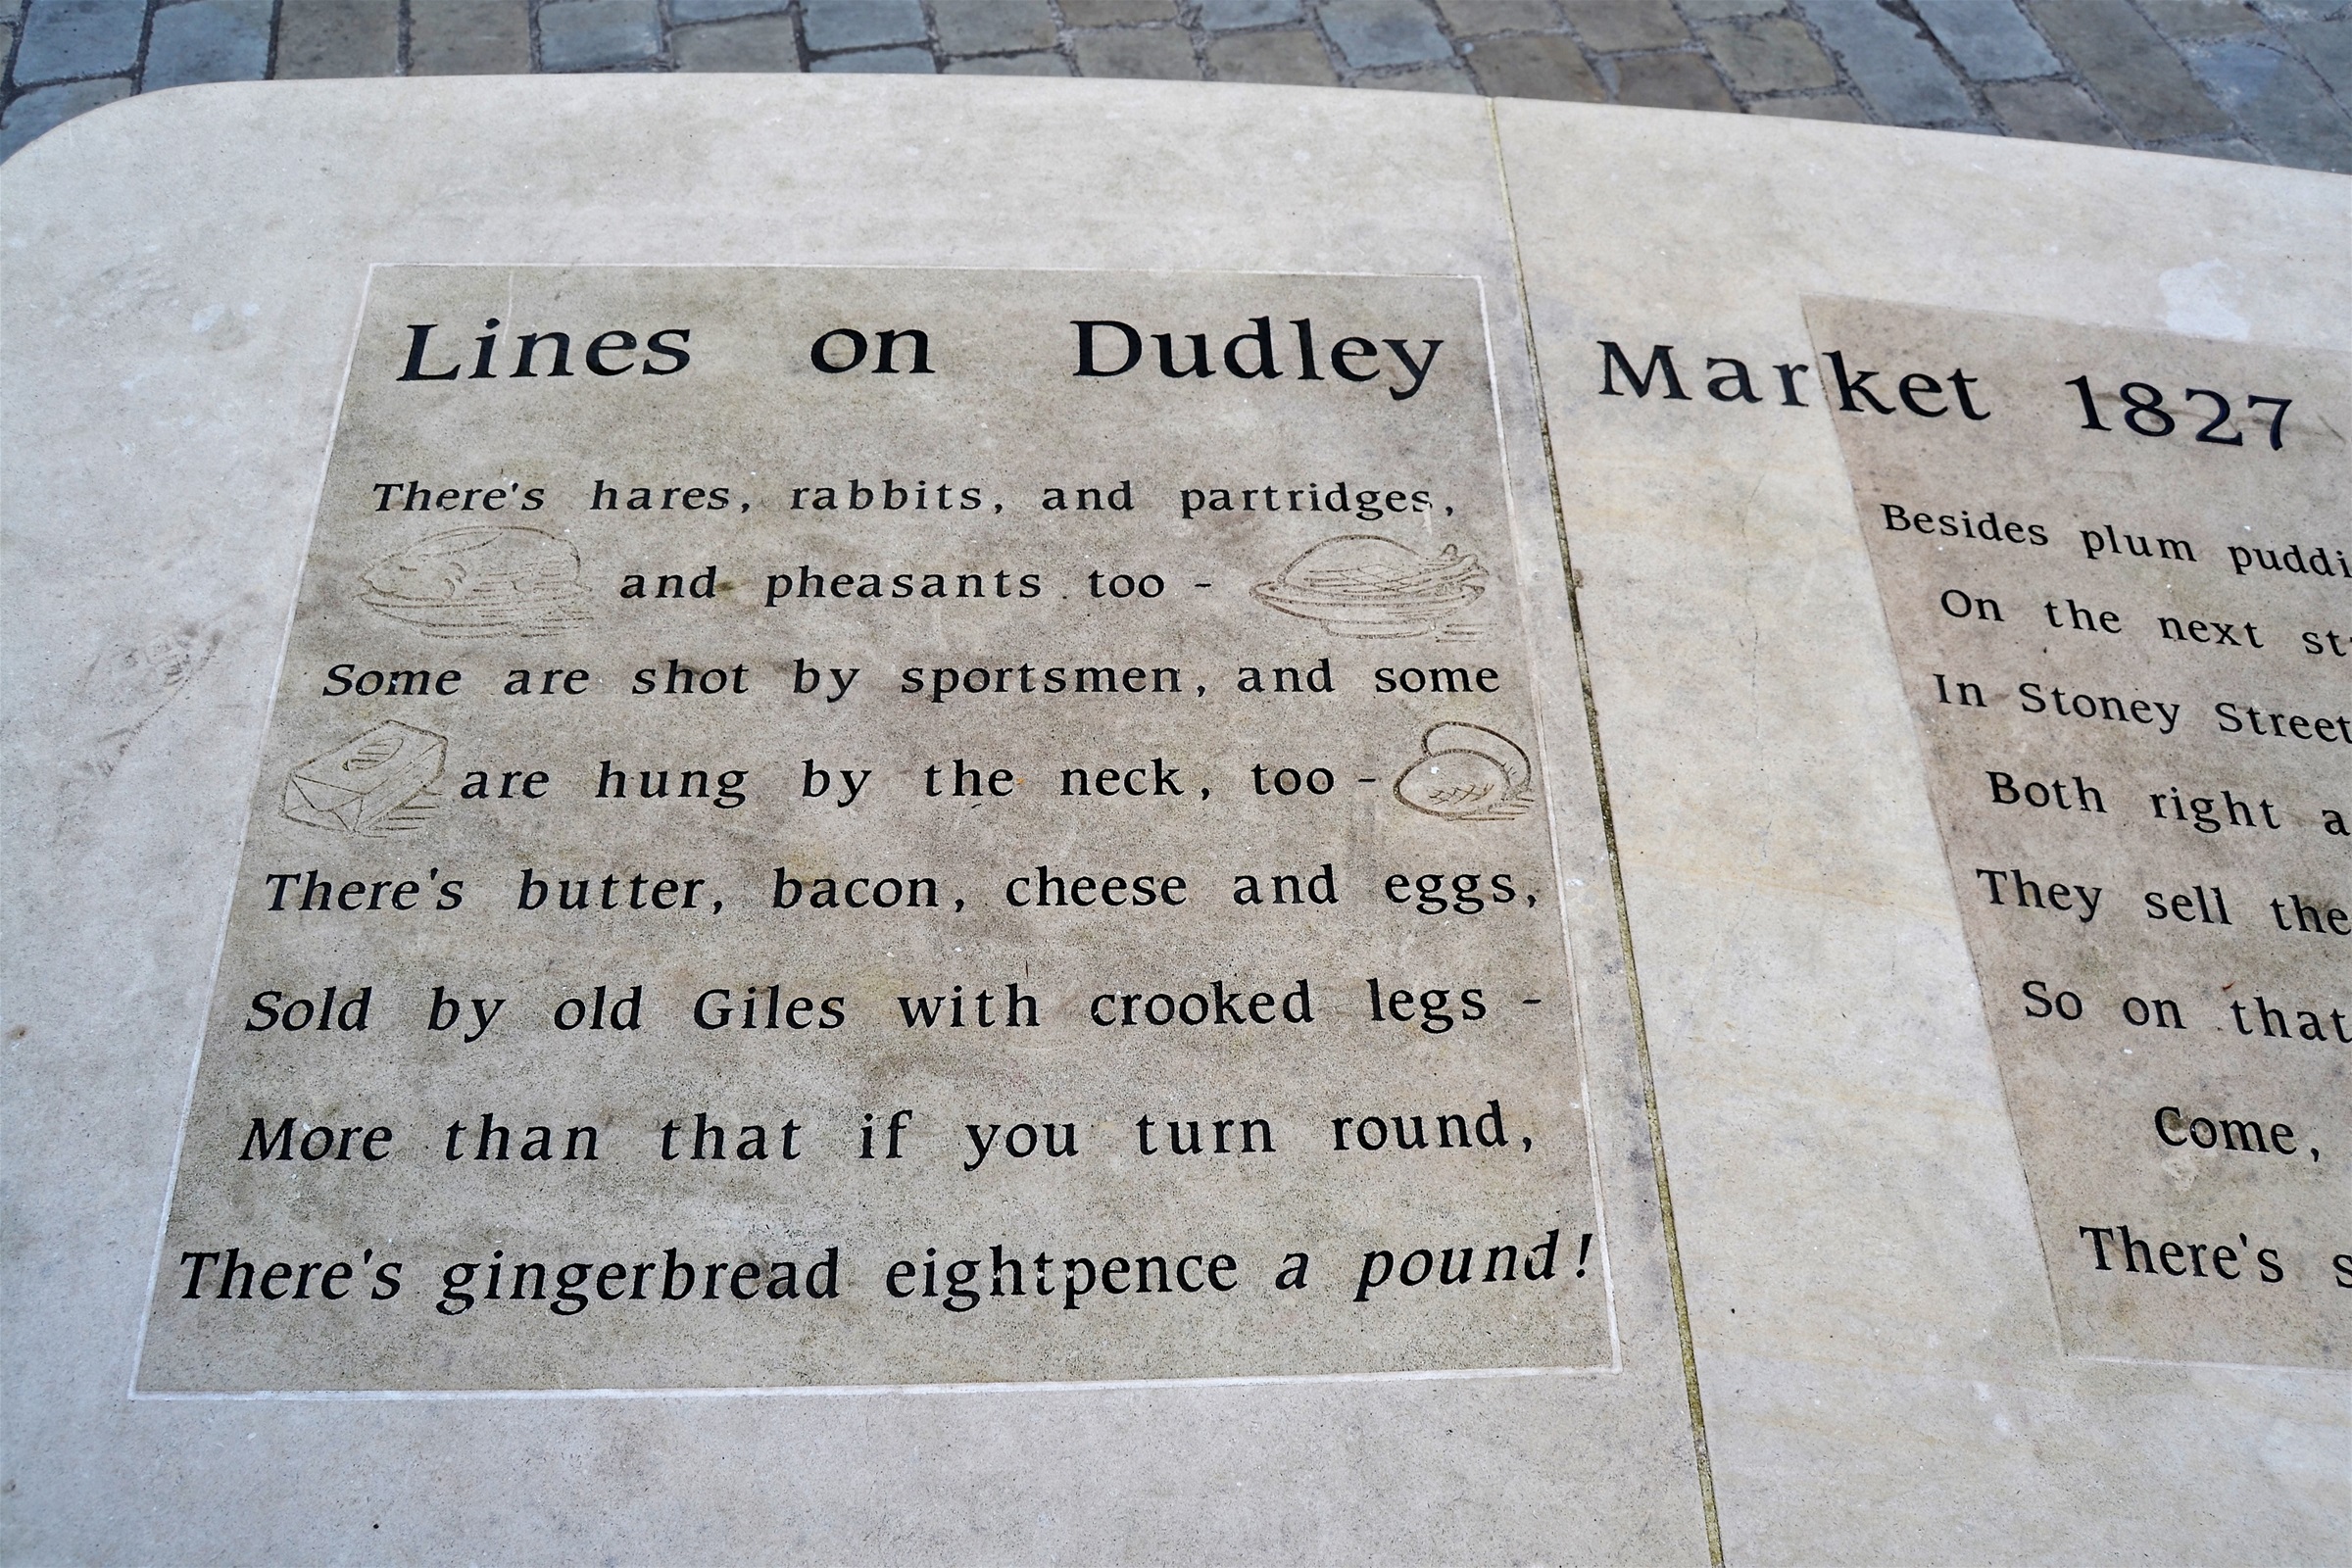 Lines on Dudley Market 1827
There's hares, rabbits, and partridges,
and pheasants too -
Some are shot by sportsmen, and some
are hung by the neck, too -
There's butter, bacon, cheese and eggs,
Sold by old Giles with crooked legs -
More than that if you turn round,
There's gingerbread eightpence a pound!
Besides plum
On the next
In Stoney Street
Both right
They sell
So on that
Come,
There's